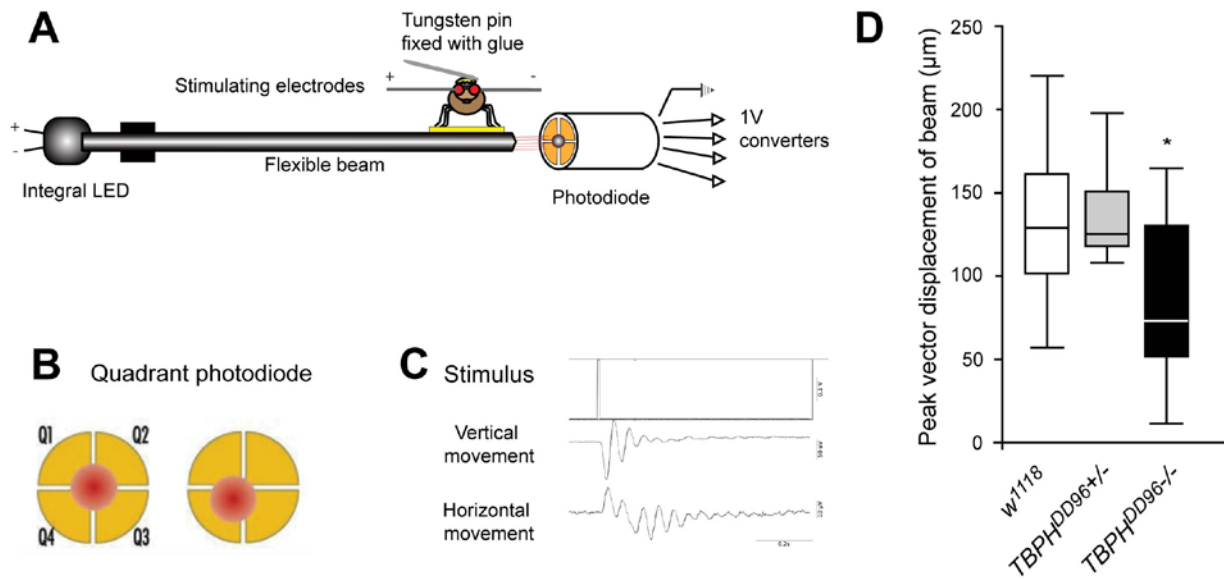 A
Tungsten pin
fixed with glue
Stimulating electrodes
+
-
+
-
Integral LED
Flexible beam
Photodiode
1V
converters
B
Quadrant photodiode
Q1
Q2
Q4
Q3
C
Stimulus
Vertical
movement
Horizontal
movement
0.2s
D
Peak vector displacement of beam (µm)
250
200
150
100
50
0
*
w1118
TBPHDD96+/-
TBPHDD96-/-